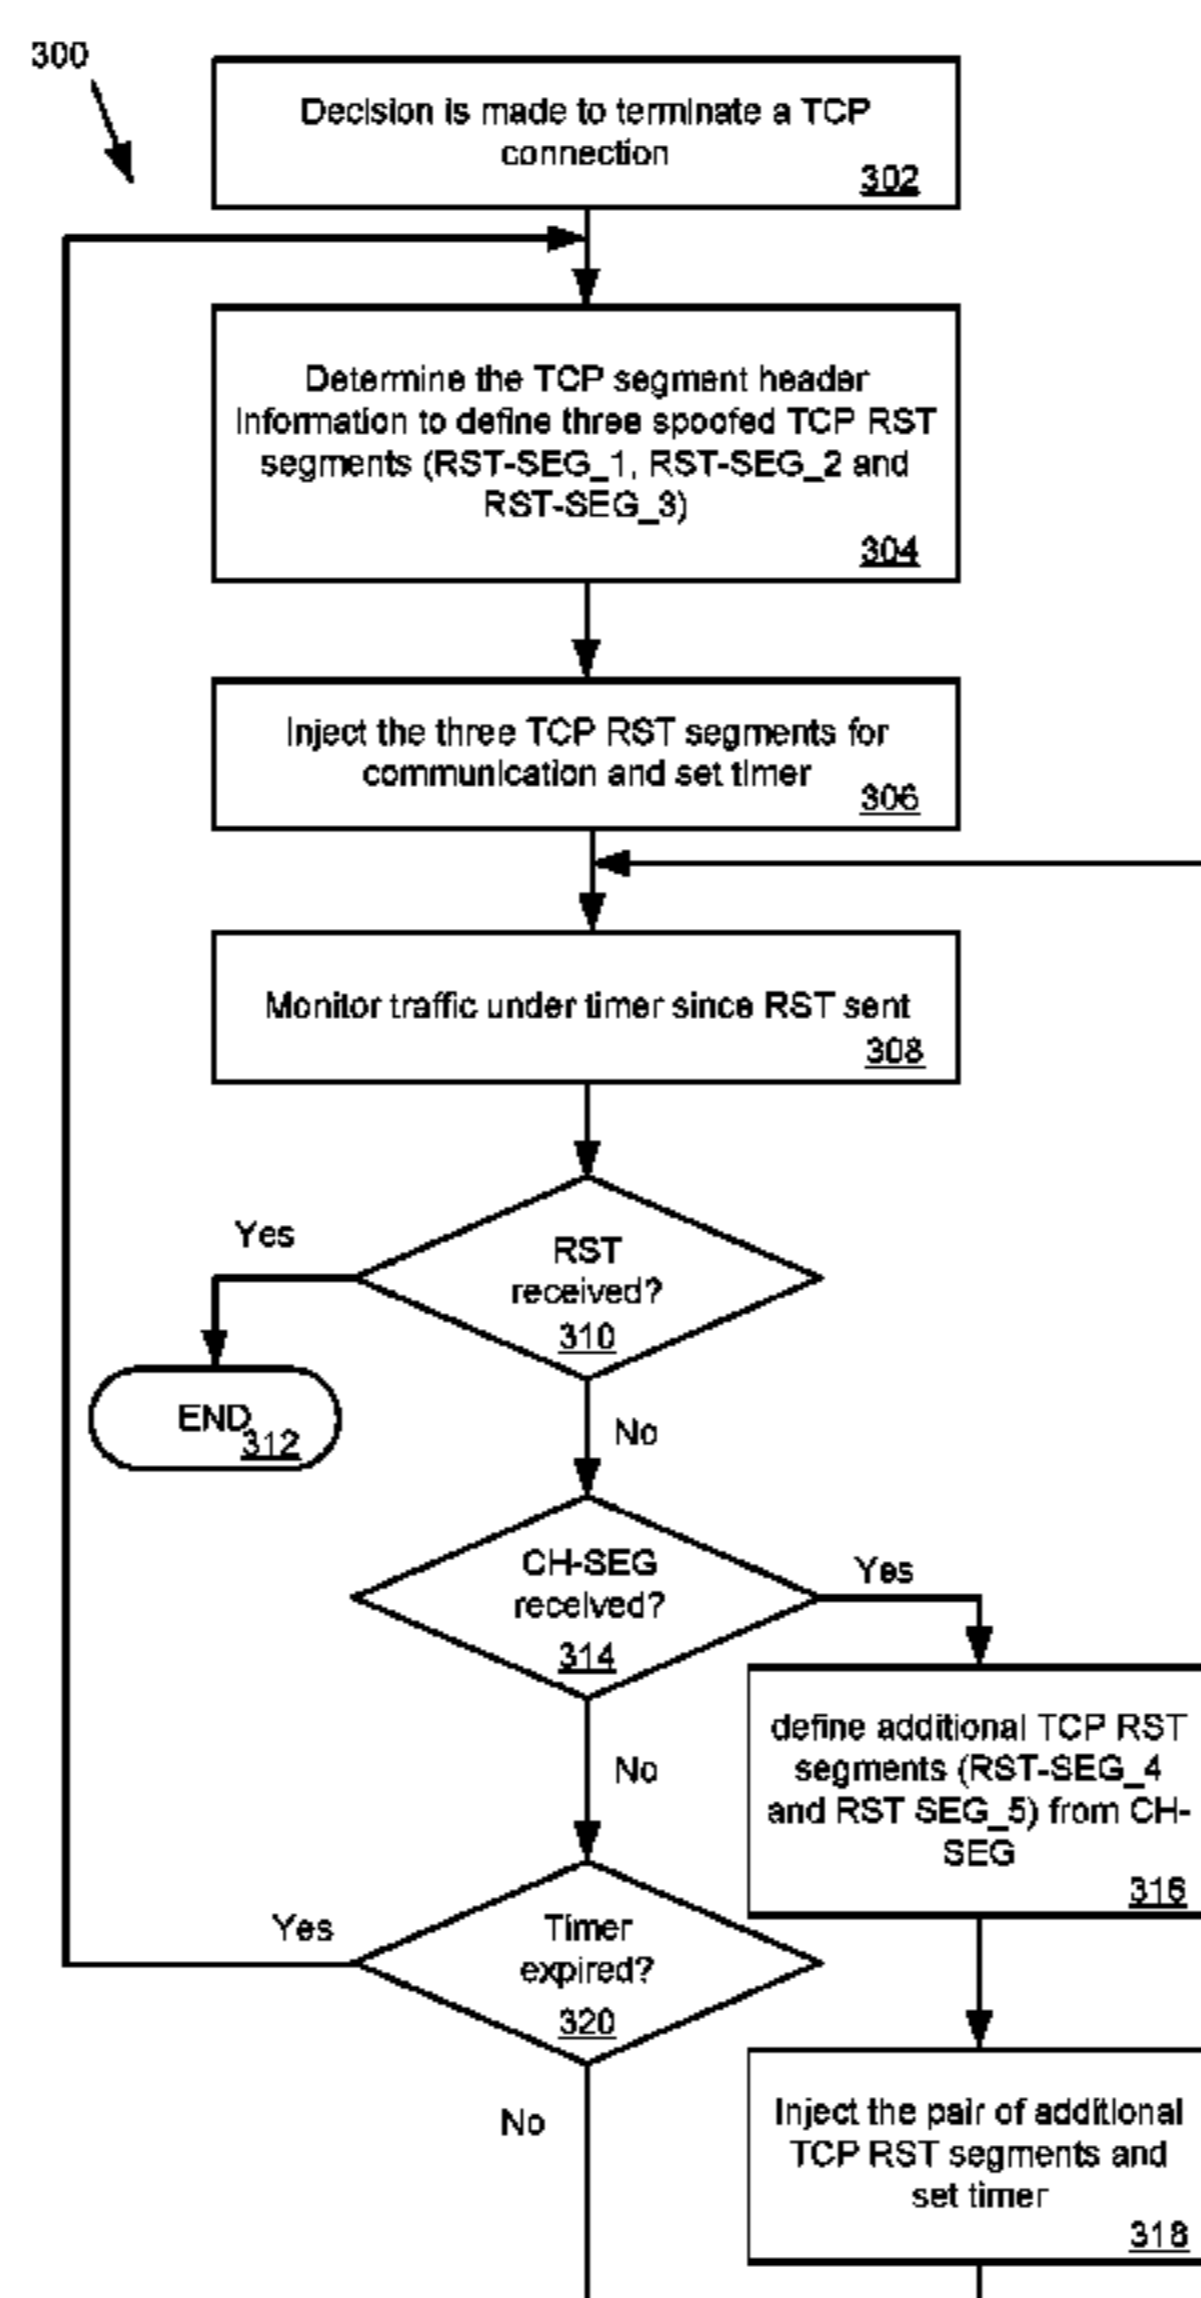 300
Decision is made to terminate a TCP
connection
302
Determine the TCP segment header
Information to define three spoofed TCP RST
segments (RST-SEG_1, RST-SEG_2 and
RST-SEG_3)
304
Inject the three TCP RST segments for
communication and set timer
306
Monitor traffic under timer since RST sent
308
Yes
RST
received?
310
END
312
No
CH-SEG
received?
314
Yes
define additional TCP RST
segments (RST-SEG_4
and RST SEG_5) from CH-
SEG
316
No
Yes
Timer
expired?
320
No
Inject the pair of additional
TCP RST segments and
set timer
318